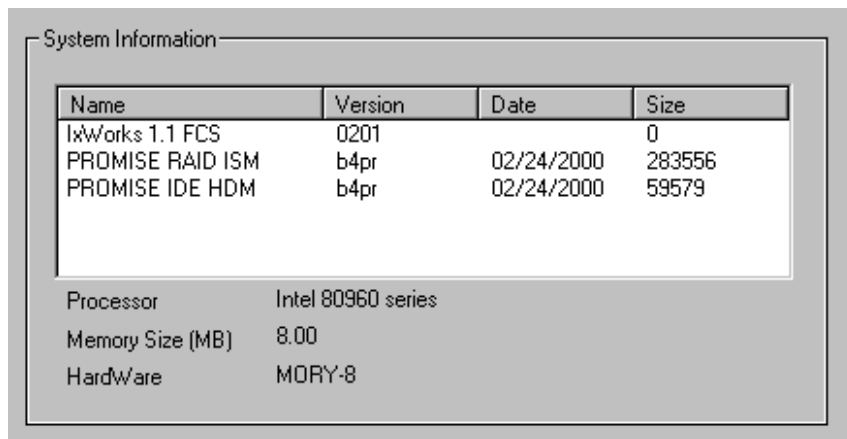 System Information
Name Version Date Size
IxWorks 1.1 FCS 0201 0
PROMISE RAID ISM b4pr 02/24/2000 283556
PROMISE IDE HDM b4pr 02/24/2000 59579
Processor Intel 80960 series
Memory Size (MB) 8.00
HardWare MORY-8